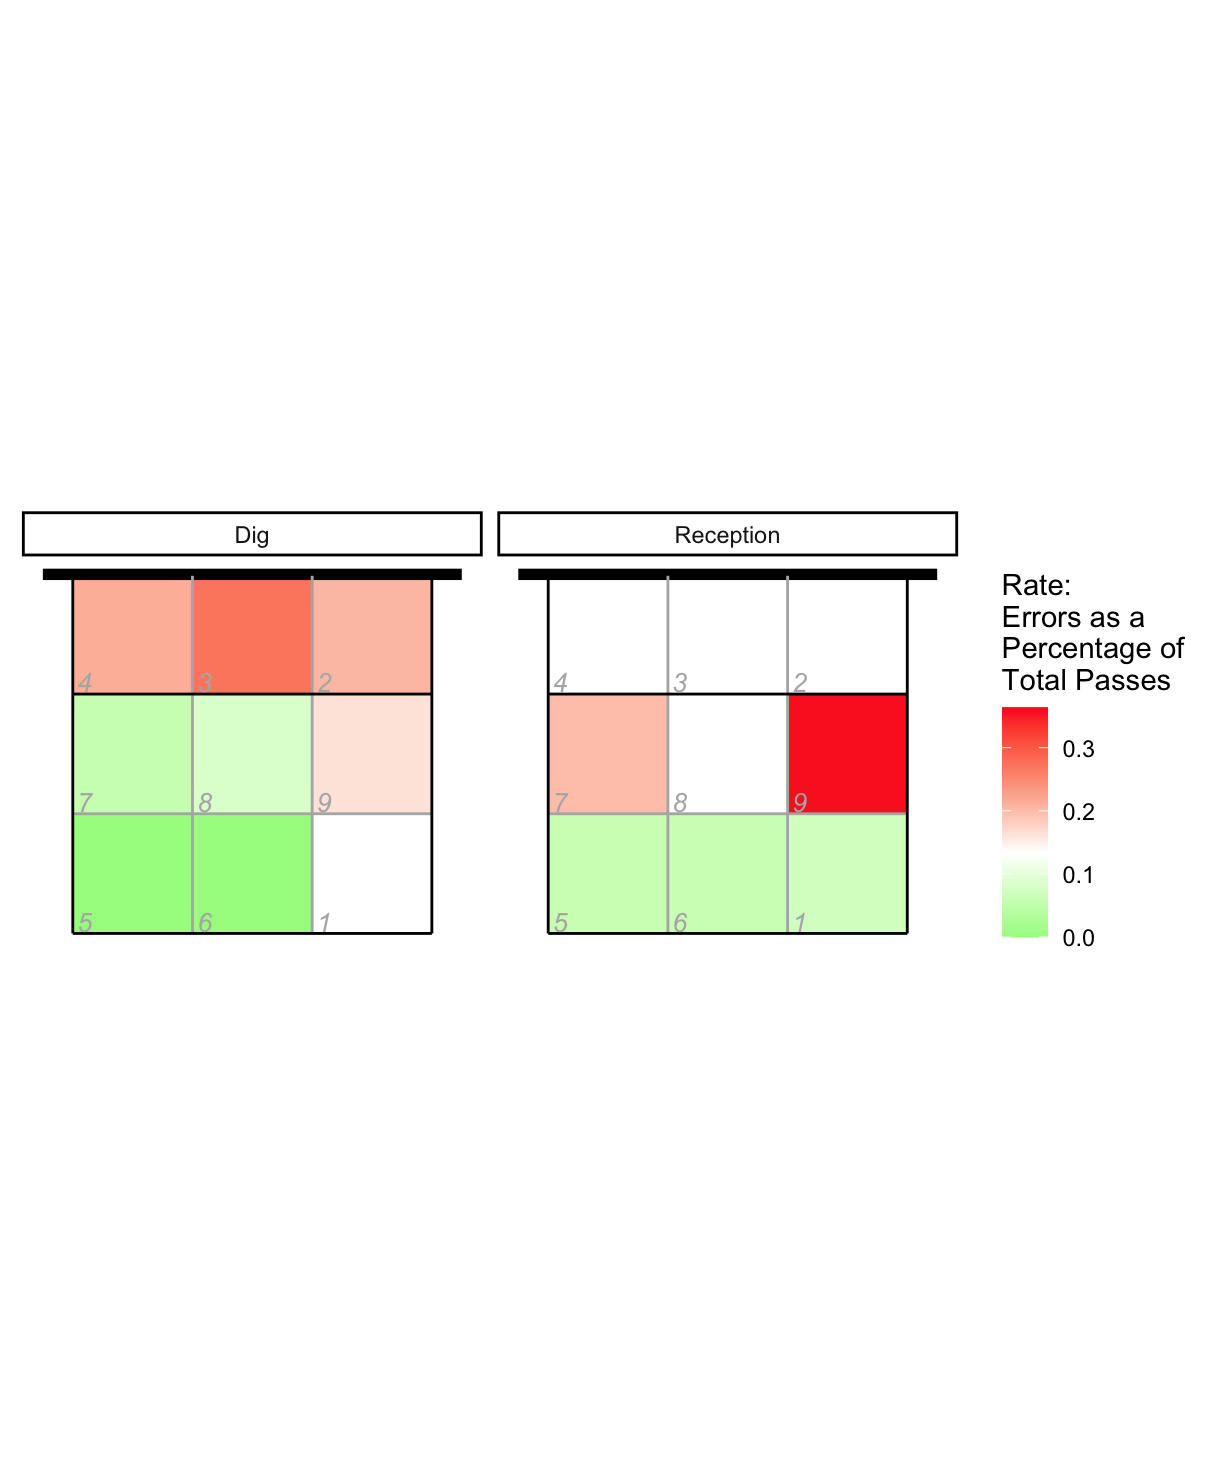 Dig
Reception
4 3 2
7 8 9
5 6 1
4 3 2
7 8 9
5 6 1
Rate:
Errors as a
Percentage of
Total Passes
0.3
0.2
0.1
0.0